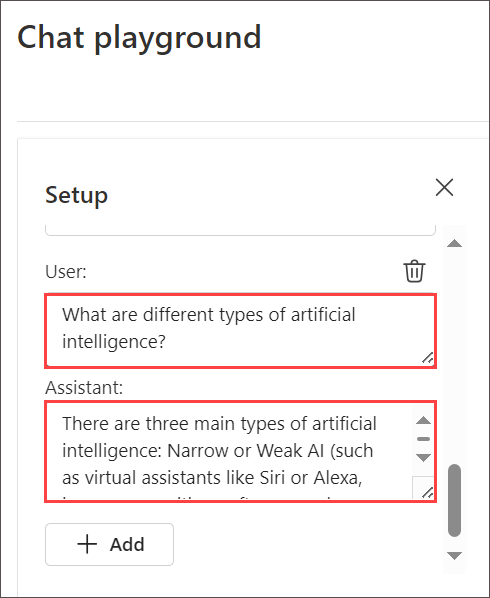 Chat playground
Setup
User:
What are different types of artificial
intelligence?
Assistant:
There are three main types of artificial
intelligence: Narrow or Weak AI (such
as virtual assistants like Siri or Alexa,
Add